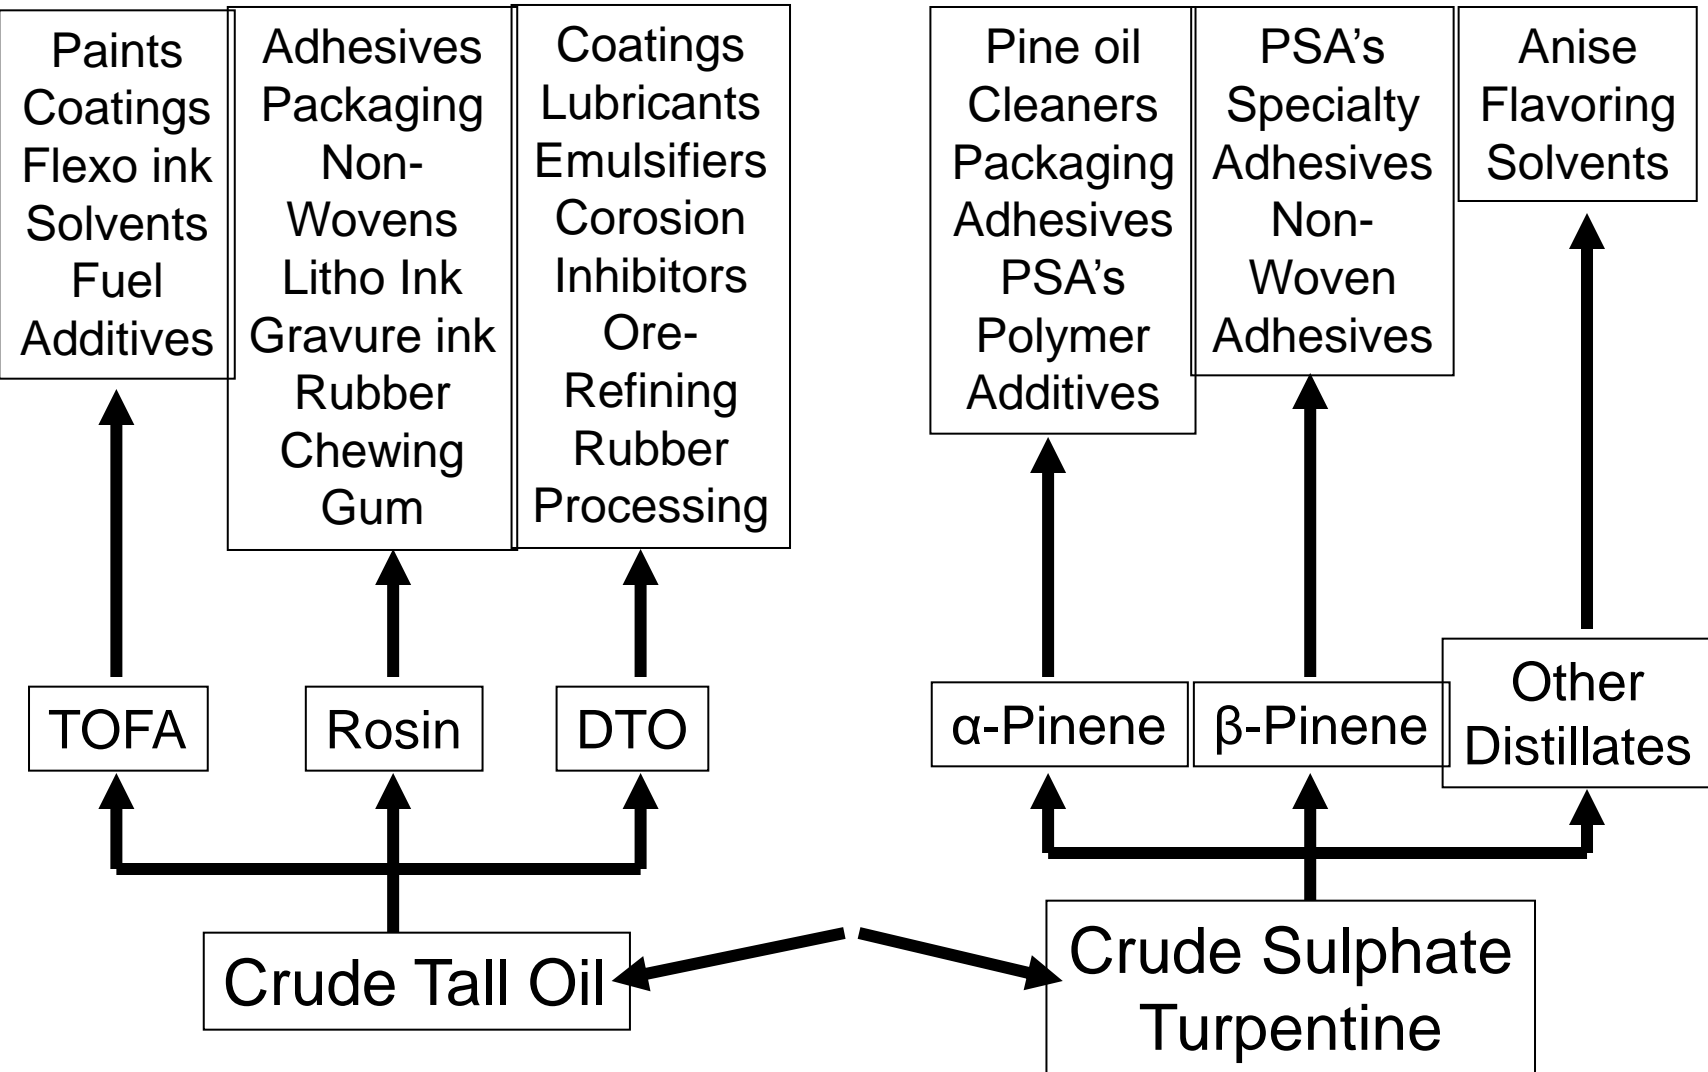 Paints
Coatings
Flexo ink
Solvents
Fuel
Additives
Adhesives
Packaging
Non-
Wovens
Litho Ink
Gravure ink
Rubber
Chewing
Gum
Coatings
Lubricants
Emulsifiers
Corosion
Inhibitors
Ore-
Refining
Rubber
Processing
Pine oil
Cleaners
Packaging
Adhesives
PSA’s
Polymer
Additives
PSA’s
Specialty
Adhesives
Non-
Woven
Adhesives
Anise
Flavoring
Solvents
TOFA
Rosin
DTO
α-Pinene
β-Pinene
Other
Distillates
Crude Tall Oil
Crude Sulphate
Turpentine